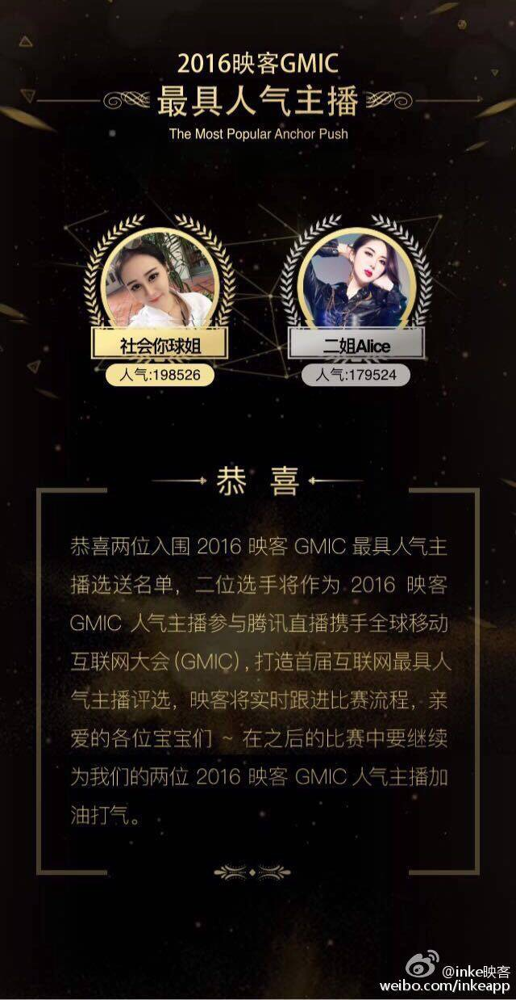 2016映客GMIC
最具人气主播
The Most Popular Anchor Push
社会你球姐
二姐Alice
人气:198526
人气:179524
恭喜
恭喜两位入围 2016 映客 GMIC 最具人气主
播选送名单，二位选手将作为 2016 映客
GMIC 人气主播参与腾讯直播携手全球移动
互联网大会(GMIC),打造首届互联网最具人
气主播评选，映客将实时跟进比赛流程，亲
爱的各位宝宝们 ~ 在之后的比赛中要继续
为我们的两位 2016 映客 GMIC 人气主播加
油打气。
@inke映客
weibo.com/inkeapp